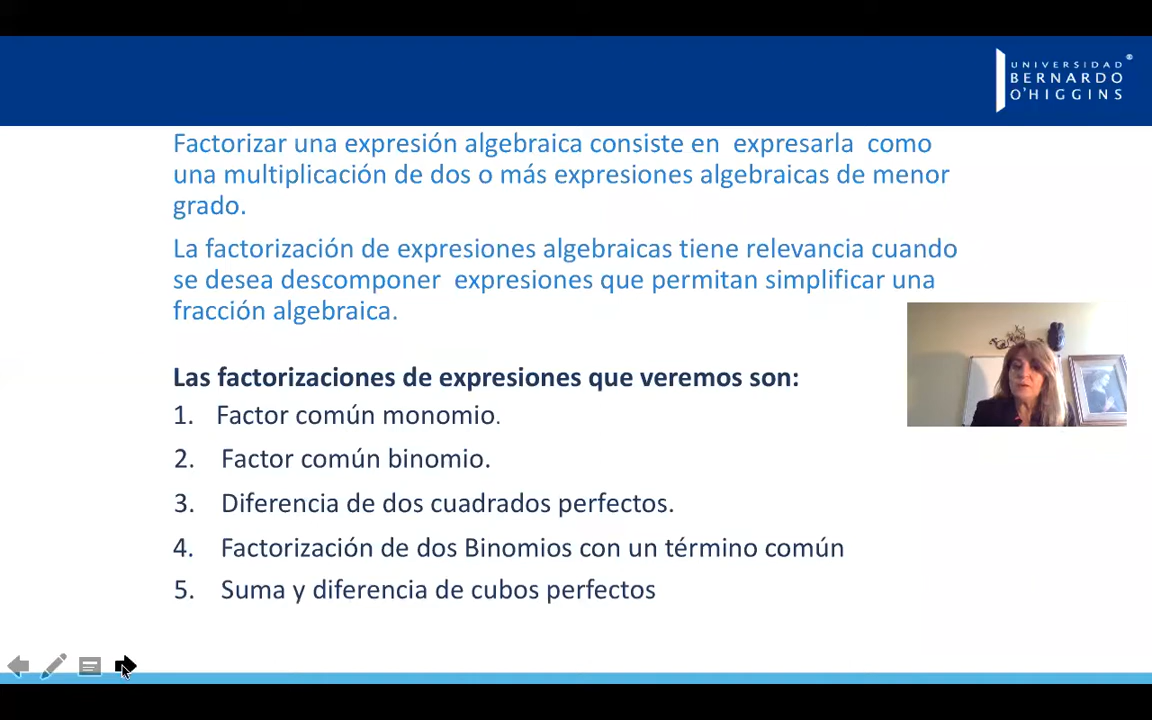 UNIVERSIDAD
BERNARDO
O'HIGGINS
Factorizar una expresión algebraica consiste en expresarla como
una multiplicación de dos o más expresiones algebraicas de menor
grado.
La factorización de expresiones algebraicas tiene relevancia cuando
se desea descomponer expresiones que permitan simplificar una
fracción algebraica.
Las factorizaciones de expresiones que veremos son:
1. Factor común monomio.
2. Factor común binomio.
3. Diferencia de dos cuadrados perfectos.
4. Factorización de dos Binomios con un término común
5. Suma y diferencia de cubos perfectos